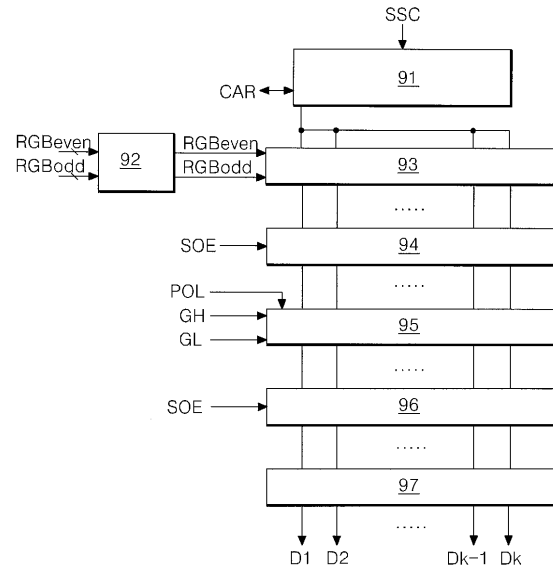 SSC
91
CAR
RGBeven
RGBodd
92
RGBeven
RGBodd
93
.....
SOE
94
.....
POL
GH
GL
95
.....
SOE
96
.....
97
.....
D1 D2 Dk-1 Dk